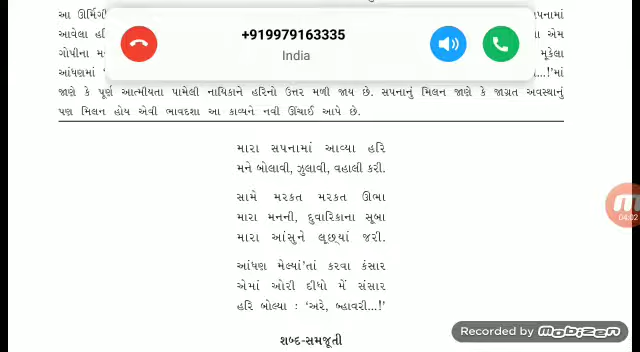 આ ઊર્મિગી
પનામાં
આવેલા હરિ
+919979163335
એમ
ગોપીના
India
મૂકેલા
આંધણમાં
...!'માં
જાણે કે પૂર્ણ આત્મીયતા પામેલી નાયિકાને હરિનો ઉત્તર મળી જાય છે. સપનાનું મિલન જાણે કે જાગ્રત અવસ્થાનું
પણ મિલન હોય એવી ભાવદશા આ કાવ્યને નવી ઊંચાઈ આપે છે.
મારા સપનામાં આવ્યા હરિ
મને બોલાવી, ઝુલાવી, વહાલી કરી.
સામે મરકત મરકત ઊભા
મારા મનની, દુવારિકાના સૂબા
મારા આંસુને લૂછ્યાં જરી.
04:02
આંધણ મેલ્યાં'તાં કરવા કંસાર
એમાં ઓરી દીધો મેં સંસાર
હરિ બોલ્યા : ‘અરે, બ્હાવરી...!’
Recorded by Mobizen
શબ્દ-સમજૂતી